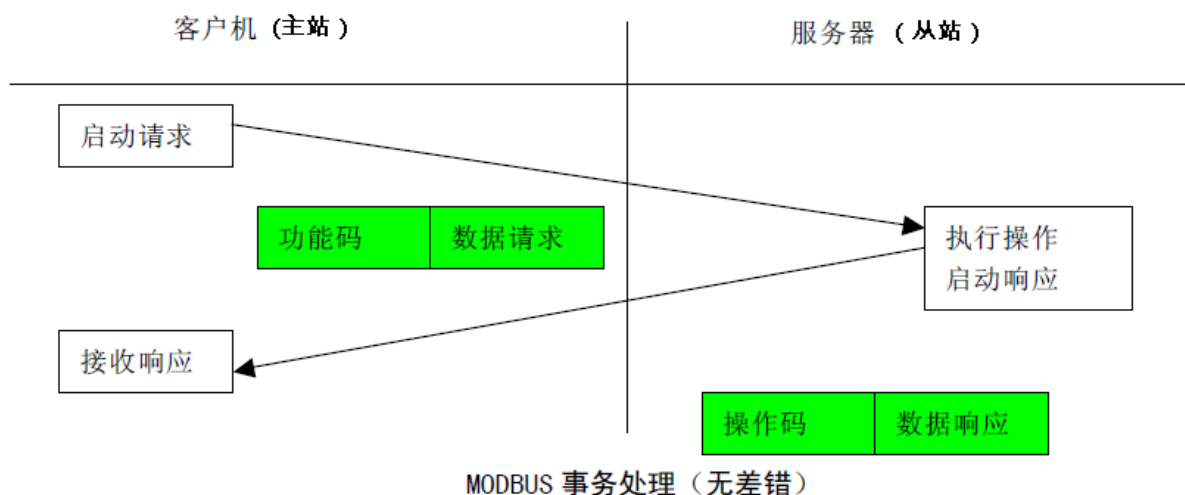 客户机 (主站)
服务器 (从站)
启动请求
功能码 数据请求
执行操作
启动响应
接收响应
操作码 数据响应
MODBUS 事务处理（无差错）